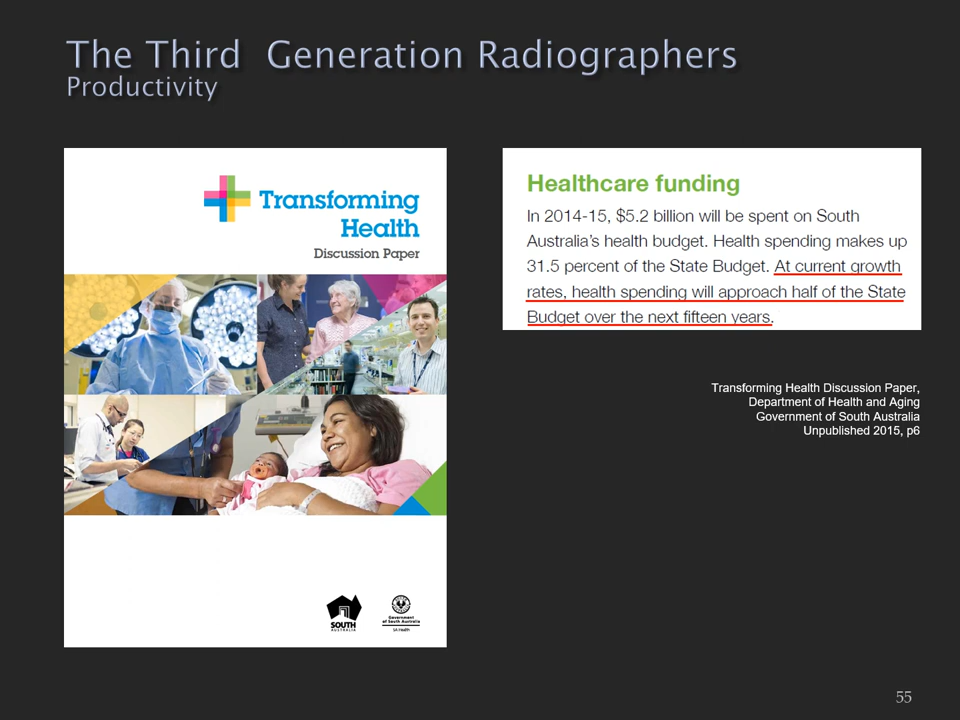 The Third  Generation Radiographers
Productivity
Transforming
Health
Discussion Paper
SOUTH
AUSTRALIA
Government
of South Australia
SA Health
Healthcare funding
In 2014-15, $5.2 billion will be spent on South
Australia's health budget. Health spending makes up
31.5 percent of the State Budget. At current growth
rates, health spending will approach half of the State
Budget over the next fifteen years.
Transforming Health Discussion Paper,
Department of Health and Aging
Government of South Australia
Unpublished 2015, p6
55